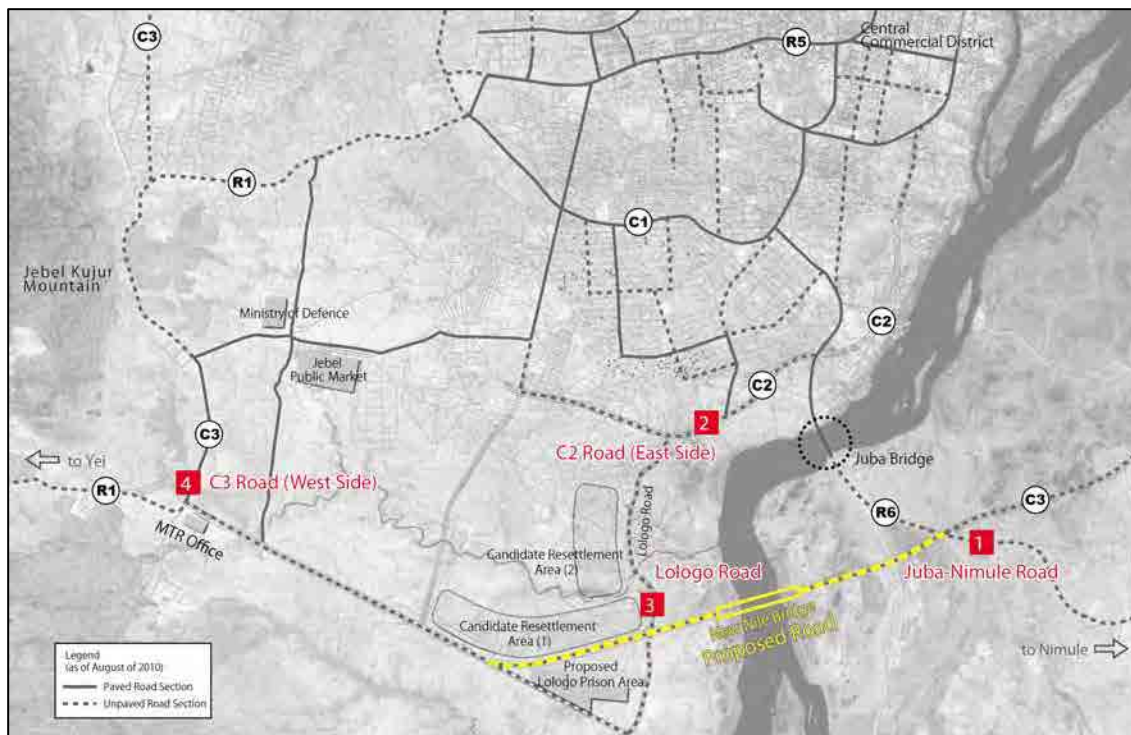 C3
R5
Central
Commercial District
R1
C1
Jebel Kujur
Mountain
Ministry of Defence
C2
Jebel
Public Market
C2
C3
2
C2 Road (East Side)
Juba Bridge
to Yei
4
C3 Road (West Side)
R1
MTR Office
Lologo Road
R6
C3
1
Juba-Nimule Road
Candidate Resettlement
Area (2)
Lologo Road
3
New Nile Bridge
Proposed Road
Candidate Resettlement
Area (1)
to Nimule
Proposed
Lologo Prison Area
Legend
(as of August of 2010)
Paved Road Section
Unpaved Road Section